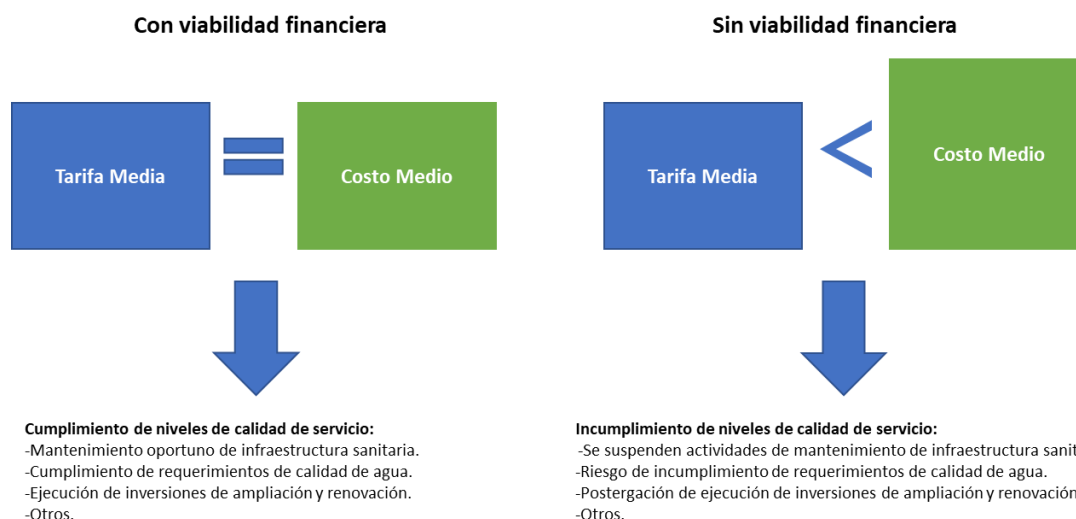 Con viabilidad financiera
Tarifa Media
=
Costo Medio
Cumplimiento de niveles de calidad de servicio:
-Mantenimiento oportuno de infraestructura sanitaria.
-Cumplimiento de requerimientos de calidad de agua.
-Ejecución de inversiones de ampliación y renovación.
-Otros.
Sin viabilidad financiera
Tarifa Media
<
Costo Medio
Incumplimiento de niveles de calidad de servicio:
-Se suspenden actividades de mantenimiento de infraestructura
-Riesgo de incumplimiento de requerimientos de calidad de agua.
-Postergación de ejecución de inversiones de ampliación y renovación
-Otros.